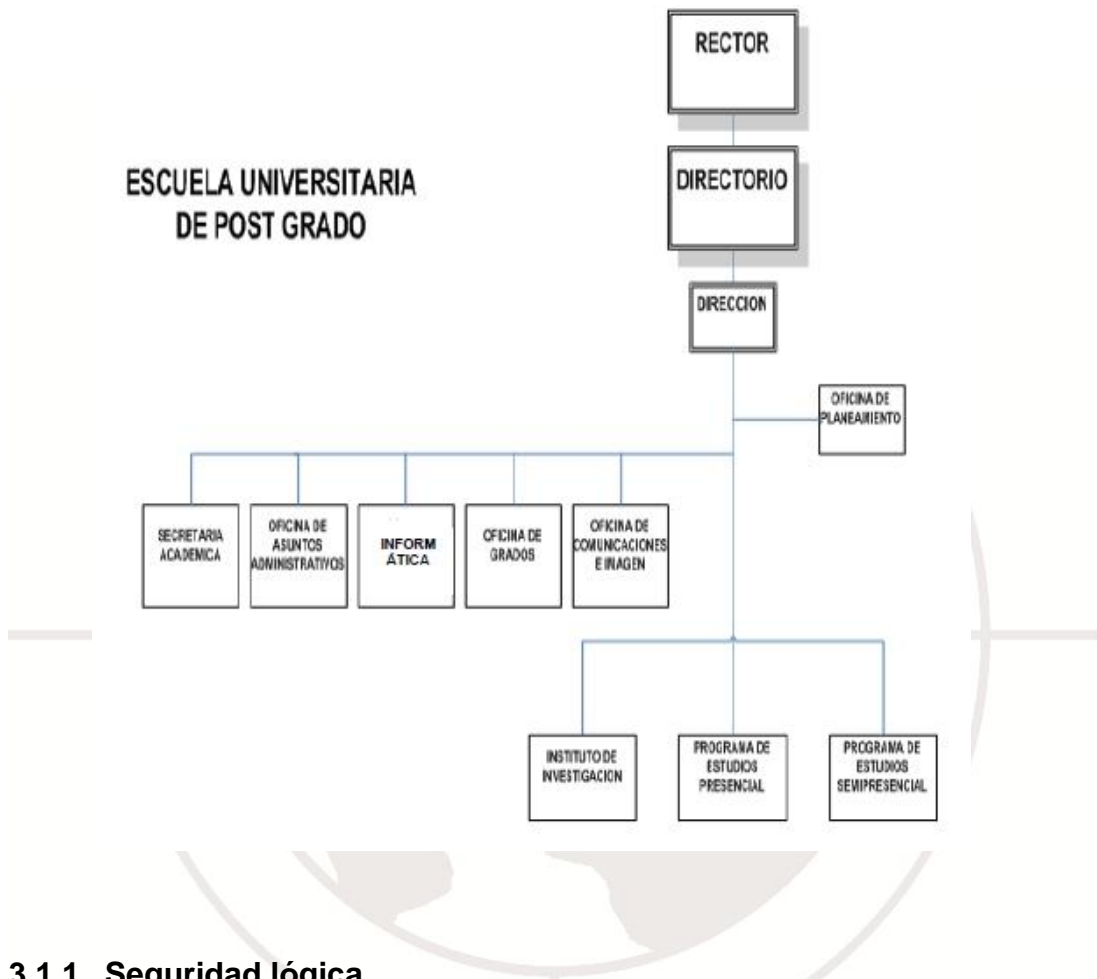 RECTOR
DIRECTORIO
ESCUELA UNIVERSITARIA
DE POST GRADO
DIRECCION
OFICINA DE
PLANEAMIENTO
SECRETARIA
ACADEMICA
OFICINA DE
ASUNTOS
ADMINISTRATIVOS
INFORM
ÁTICA
OFICINA DE
GRADOS
OFICINA DE
COMUNICACIONES
E IMAGEN
INSTITUTO DE
INVESTIGACION
PROGRAMA DE
ESTUDIOS
PRESENCIAL
PROGRAMA DE
ESTUDIOS
SEMIPRESENCIAL
3.1.1 Seguridad lógica